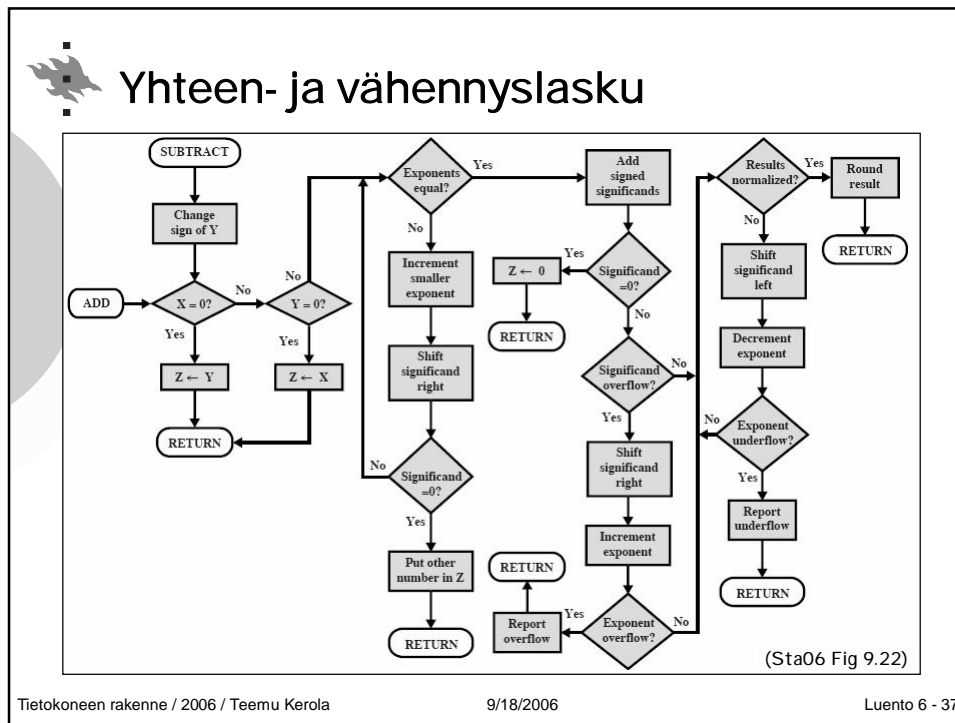 Yhteen- ja vähennyslasku
SUBTRACT
Change
sign of Y
ADD
X = 0?
No
Yes
Z ← Y
RETURN
Y = 0?
No
Yes
Z ← X
Exponents
equal?
Yes
No
Increment
smaller
exponent
Shift
significand
right
Significand
=0?
No
Yes
Put other
number in Z
RETURN
Add
signed
significands
Significand
=0?
Yes
Z ← 0
RETURN
No
Significand
overflow?
No
Yes
Shift
significand
right
Increment
exponent
Exponent
overflow?
Yes
Report
overflow
RETURN
No
Results
normalized?
Yes
Round
result
RETURN
No
Shift
significand
left
Decrement
exponent
Exponent
underflow?
No
Yes
Report
underflow
RETURN
(Sta06 Fig 9.22)
Tietokoneen rakenne / 2006 / Teemu Kerola
9/18/2006
Luento 6 - 37